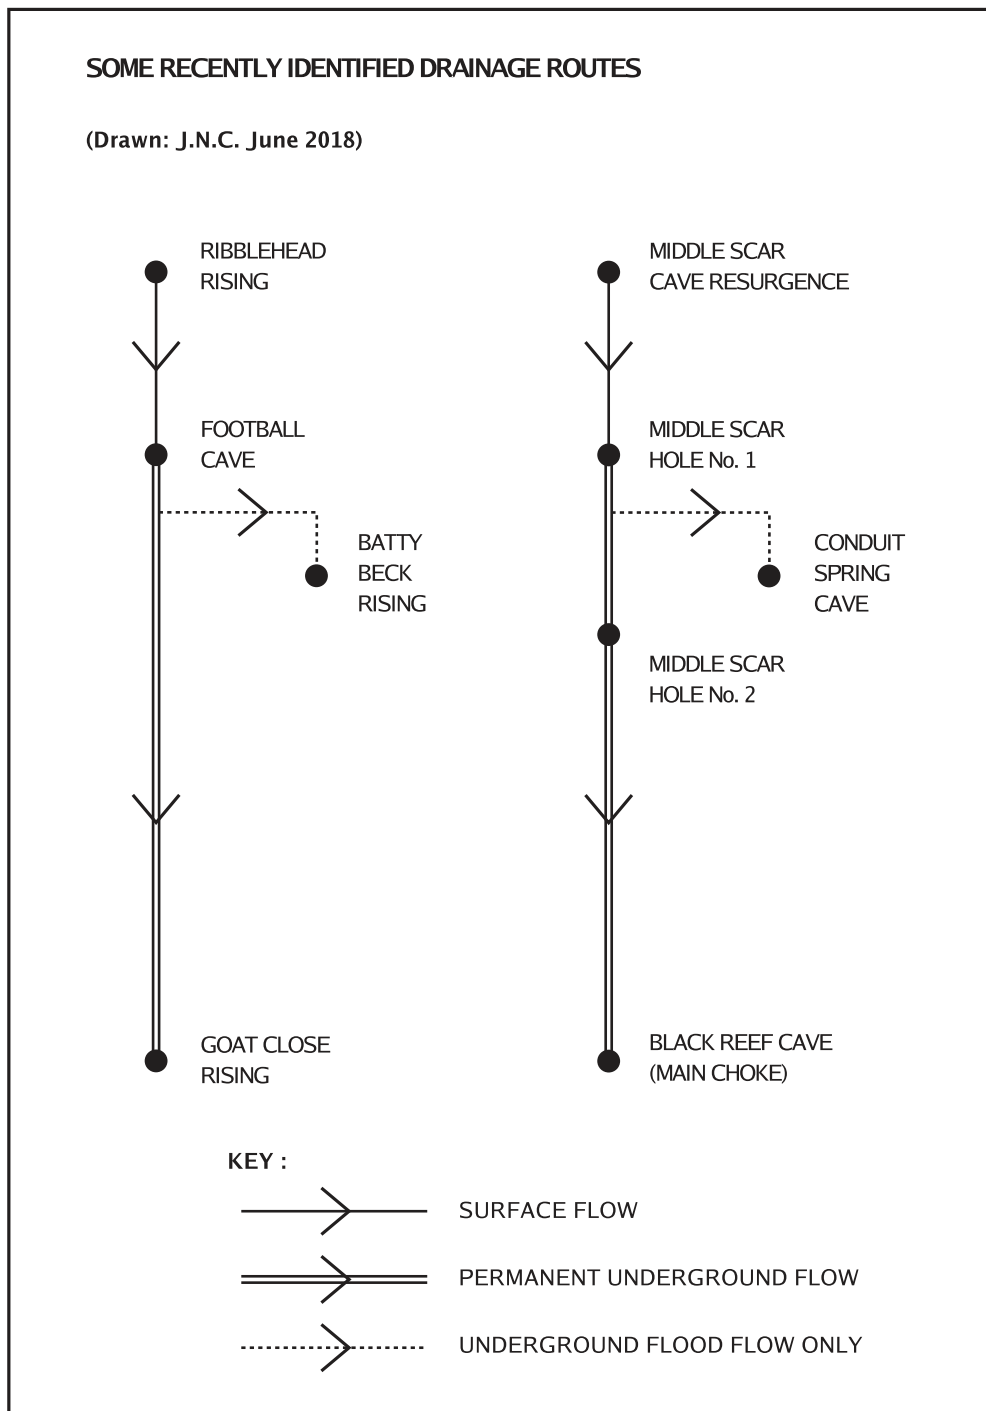 SOME RECENTLY IDENTIFIED DRAINAGE ROUTES
(Drawn: J.N.C. June 2018)
RIBBLEHEAD
RISING
MIDDLE SCAR
CAVE RESURGENCE
FOOTBALL
CAVE
MIDDLE SCAR
HOLE No. 1
BATTY
BECK
RISING
CONDUIT
SPRING
CAVE
MIDDLE SCAR
HOLE No. 2
GOAT CLOSE
RISING
BLACK REEF CAVE
(MAIN CHOKE)
KEY :
SURFACE FLOW
PERMANENT UNDERGROUND FLOW
UNDERGROUND FLOOD FLOW ONLY